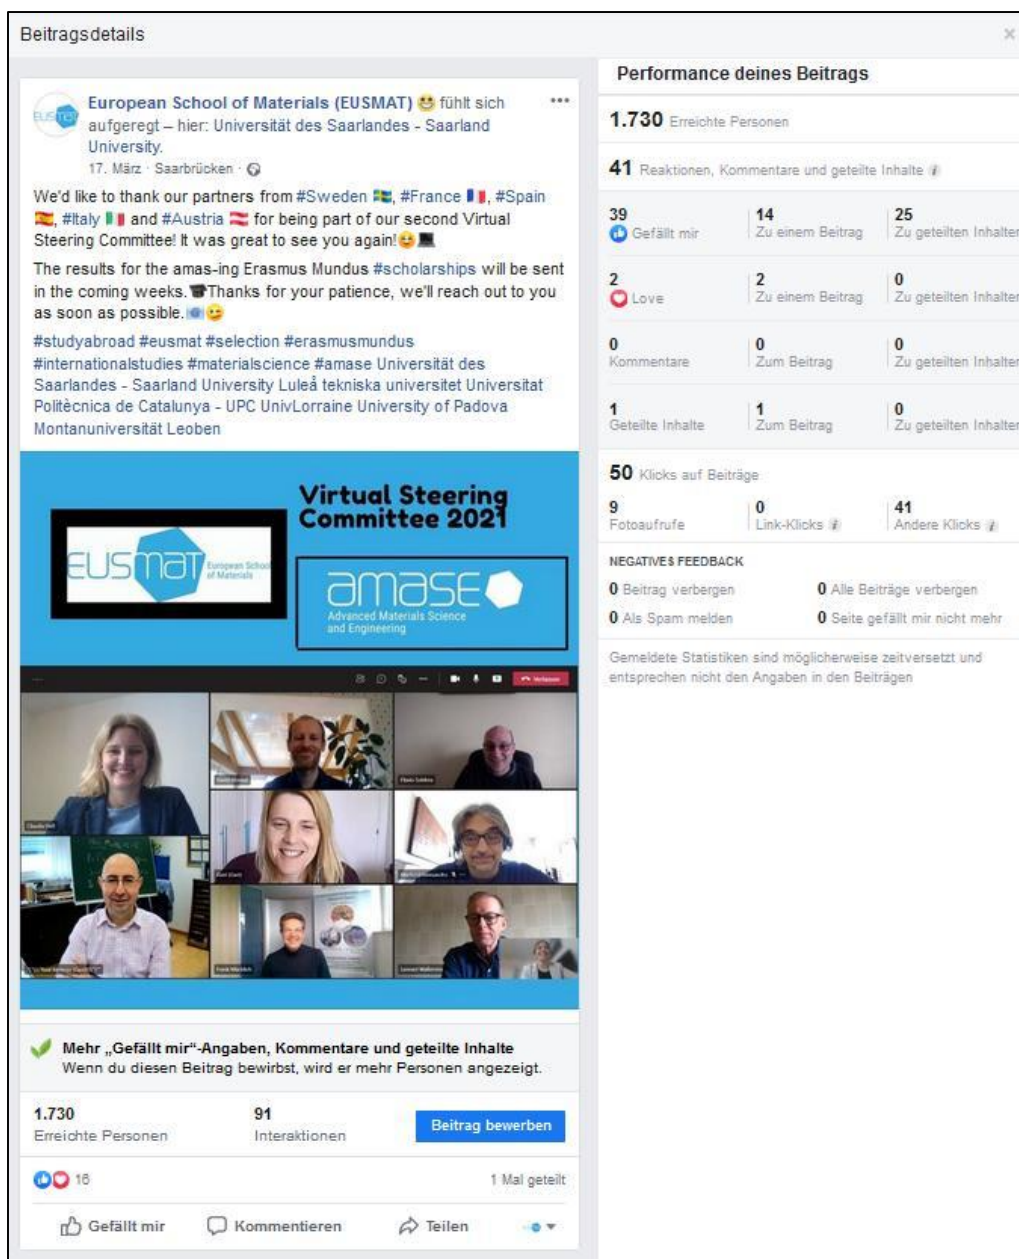 Beitragsdetails
European School of Materials (EUSMAT) 😀 fühlt sich
aufgeregt – hier: Universität des Saarlandes - Saarland
University.
17. März · Saarbrücken ·
We'd like to thank our partners from #Sweden 🇸🇪, #France 🇫🇷, #Spain
🇪🇸, #Italy 🇮🇹 and #Austria 🇦🇹 for being part of our second Virtual
Steering Committee! It was great to see you again!😊💻
The results for the amas-ing Erasmus Mundus #scholarships will be sent
in the coming weeks.🎓Thanks for your patience, we'll reach out to you
as soon as possible.📧😉
#studyabroad #eusmat #selection #erasmusmundus
#internationalstudies #materialscience #amase Universität des
Saarlandes - Saarland University Luleå tekniska universitet Universitat
Politècnica de Catalunya - UPC UnivLorraine University of Padova
Montanuniversität Leoben
Virtual Steering
Committee 2021
EUSMAT European School
of Materials
amase
Advanced Materials Science
and Engineering
Verlassen
Mehr „Gefällt mir“-Angaben, Kommentare und geteilte Inhalte
Wenn du diesen Beitrag bewirbst, wird er mehr Personen angezeigt.
1.730 91
Erreichte Personen Interaktionen
Beitrag bewerben
16 1 Mal geteilt
Gefällt mir Kommentieren Teilen
Performance deines Beitrags
1.730 Erreichte Personen
41 Reaktionen, Kommentare und geteilte Inhalte
39 14 25
Gefällt mir Zu einem Beitrag Zu geteilten Inhalten
2 2 0
Love Zu einem Beitrag Zu geteilten Inhalten
0 0 0
Kommentare Zum Beitrag Zu geteilten Inhalten
1 1 0
Geteilte Inhalte Zum Beitrag Zu geteilten Inhalten
50 Klicks auf Beiträge
9 0 41
Fotoaufrufe Link-Klicks Andere Klicks
NEGATIVES FEEDBACK
0 Beitrag verbergen 0 Alle Beiträge verbergen
0 Als Spam melden 0 Seite gefällt mir nicht mehr
Gemeldete Statistiken sind möglicherweise zeitversetzt und
entsprechen nicht den Angaben in den Beiträgen